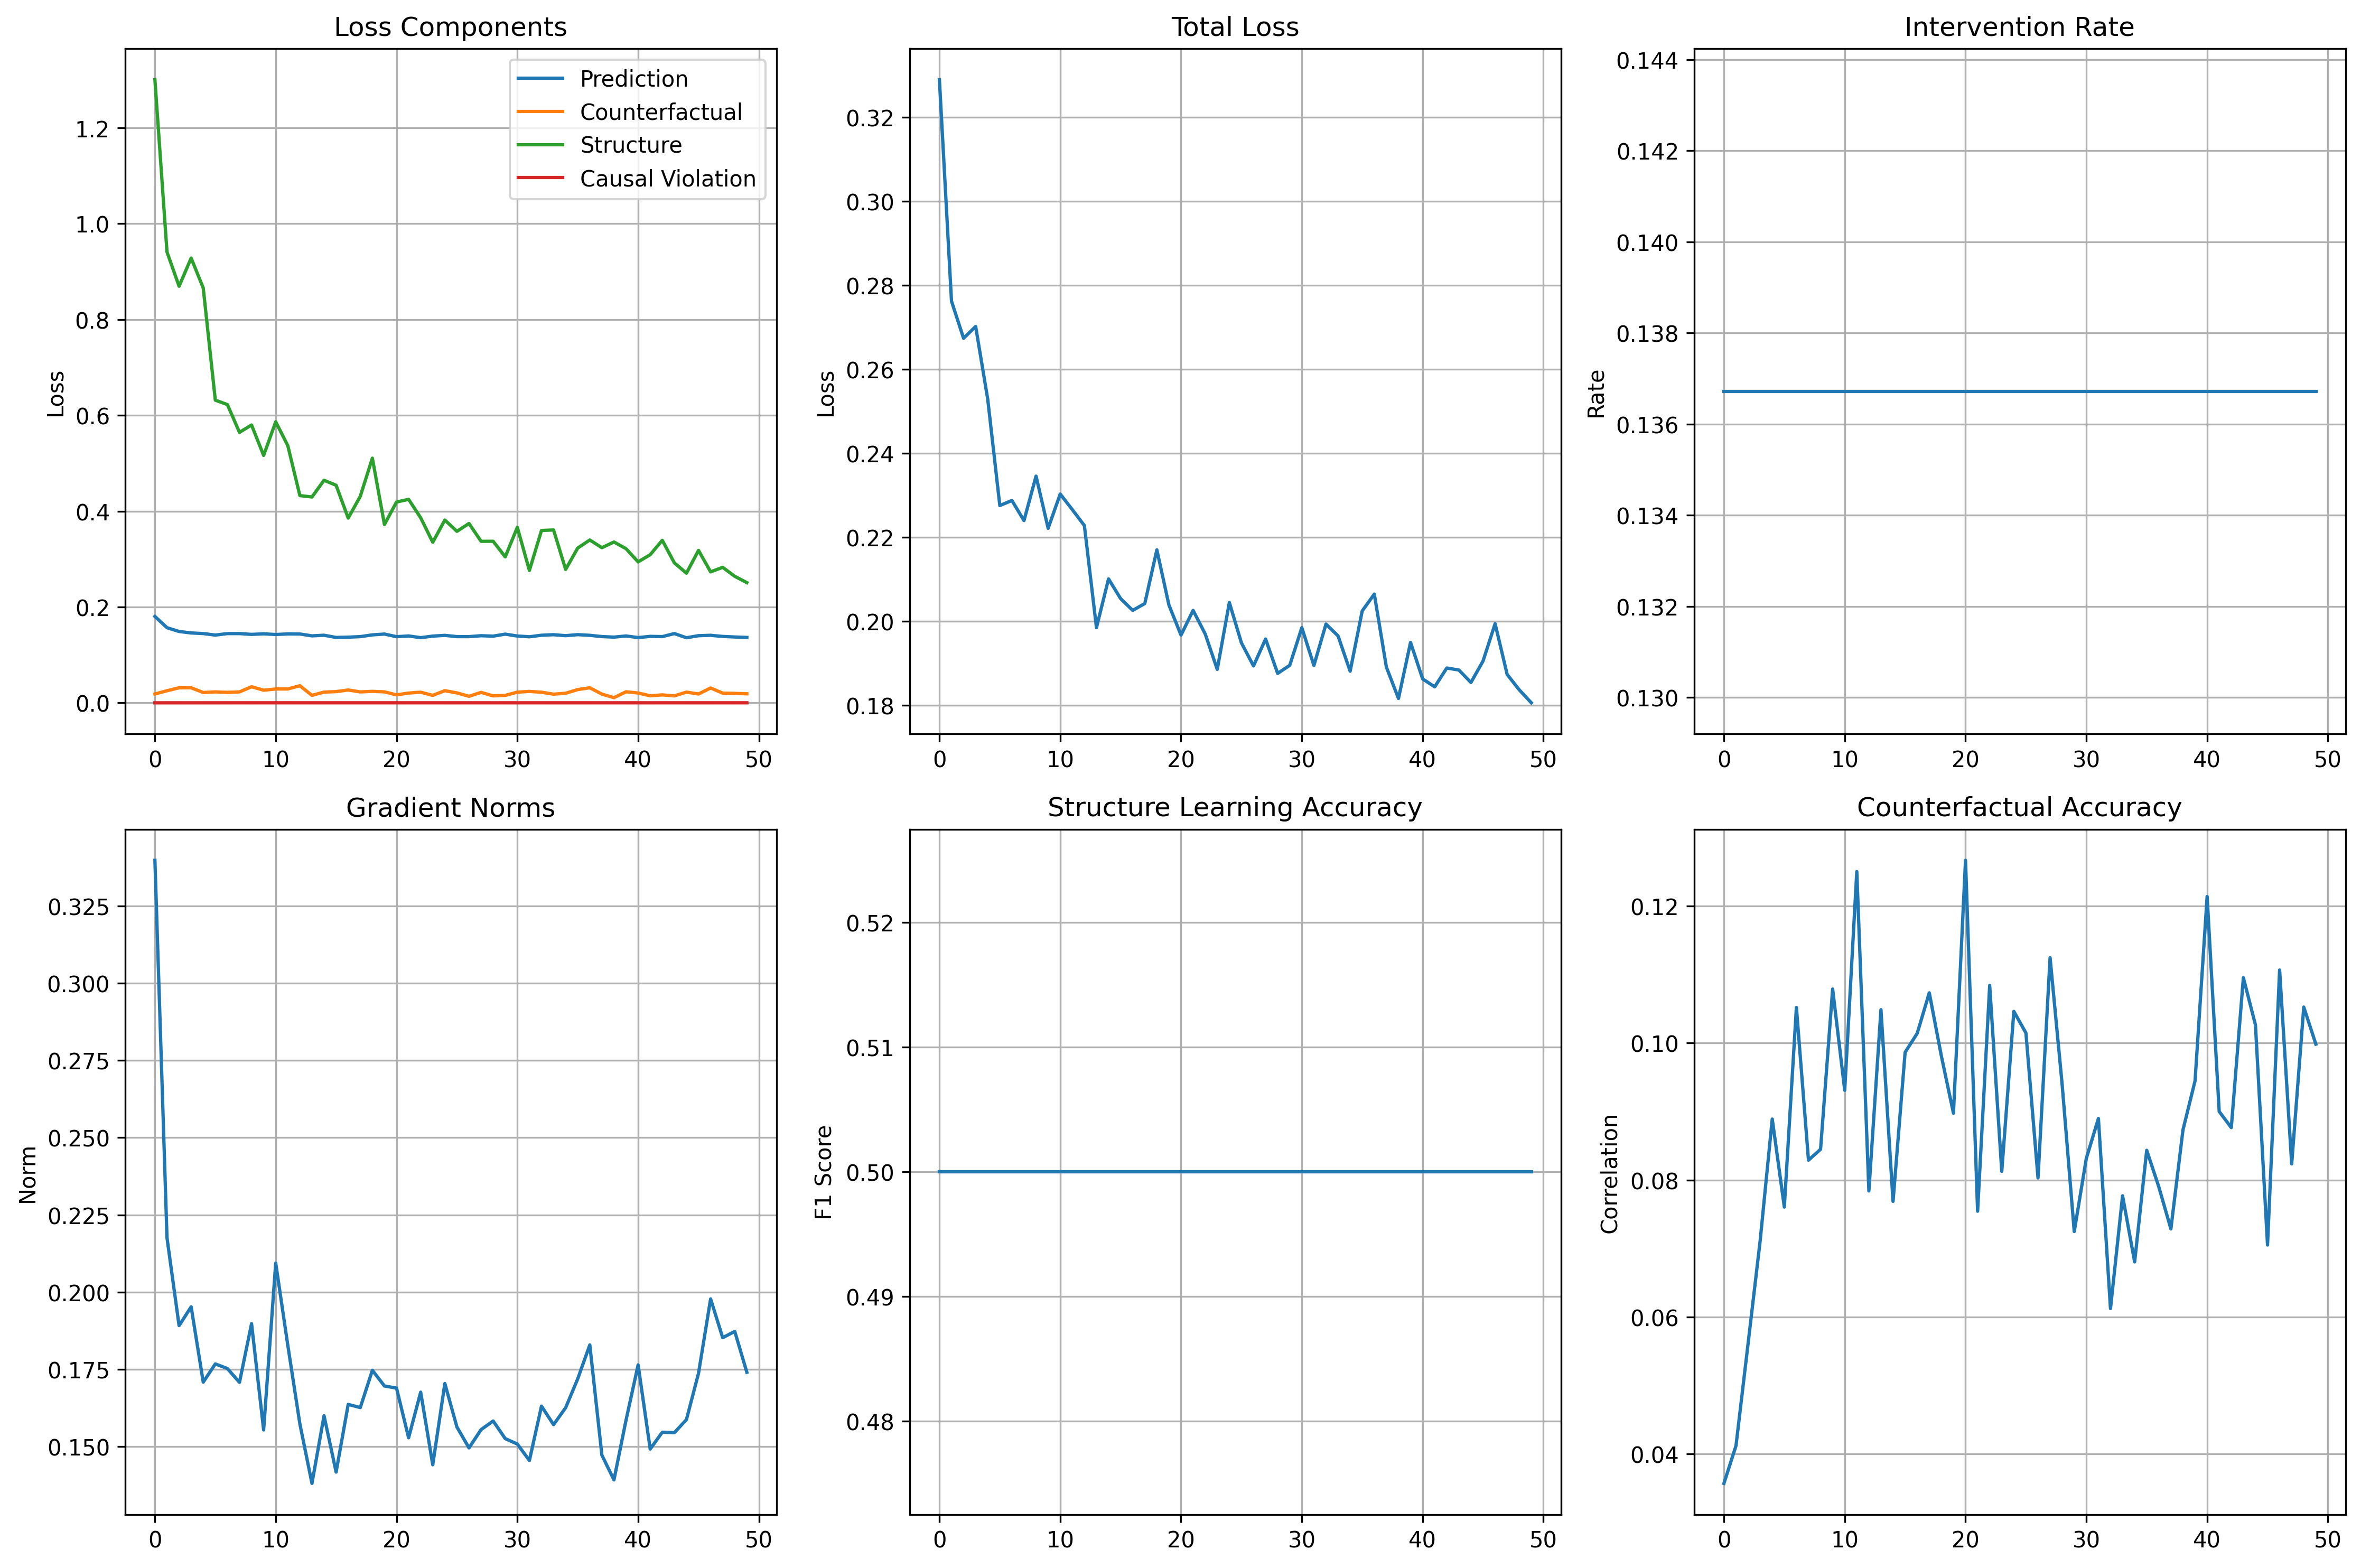 Loss Components
Loss
1.2
1.0
0.8
0.6
0.4
0.2
0.0
Prediction
Counterfactual
Structure
Causal Violation
0 10 20 30 40 50
Total Loss
Loss
0.32
0.30
0.28
0.26
0.24
0.22
0.20
0.18
0 10 20 30 40 50
Intervention Rate
Rate
0.144
0.142
0.140
0.138
0.136
0.134
0.132
0.130
0 10 20 30 40 50
Gradient Norms
Norm
0.325
0.300
0.275
0.250
0.225
0.200
0.175
0.150
0 10 20 30 40 50
Structure Learning Accuracy
F1 Score
0.52
0.51
0.50
0.49
0.48
0 10 20 30 40 50
Counterfactual Accuracy
Correlation
0.12
0.10
0.08
0.06
0.04
0 10 20 30 40 50